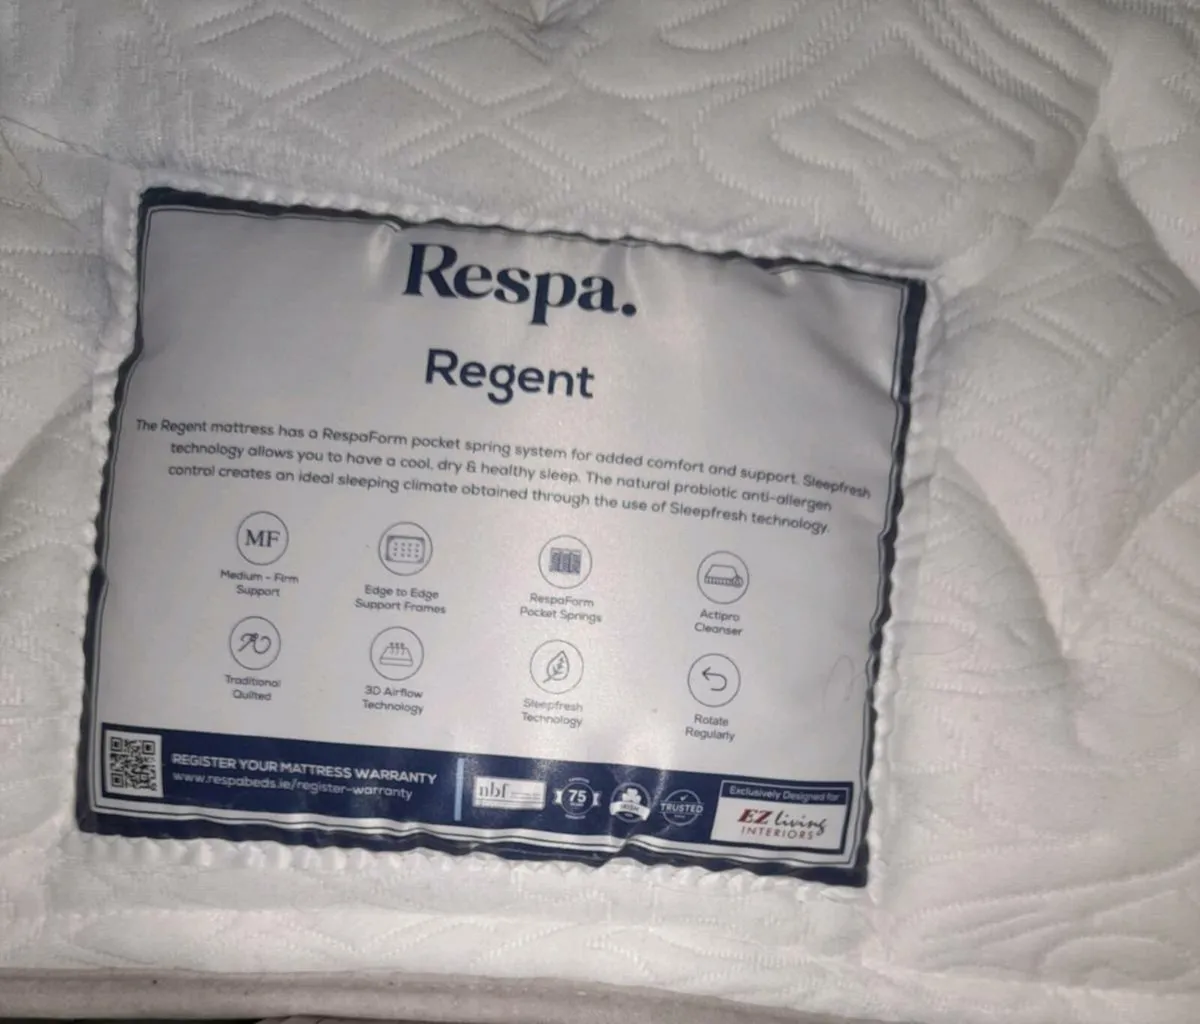 Respa.
Regent
The Regent mattress has a RespaForm pocket spring system for added comfort and support. Sleepfresh
technology allows you to have a cool, dry & healthy sleep. The natural probiotic anti-allergen
control creates an ideal sleeping climate obtained through the use of Sleepfresh technology.
MF
Medium - Firm
Support
Edge to Edge
Support Frames
RespaForm
Pocket Springs
Actipro
Cleanser
Traditional
Quilted
3D Airflow
Technology
Sleepfresh
Technology
Rotate
Regularly
REGISTER YOUR MATTRESS WARRANTY
www.respabeds.ie/register-warranty
nbf
75
IRISH
TRUSTED
Exclusively Designed for
EZ living
INTERIORS